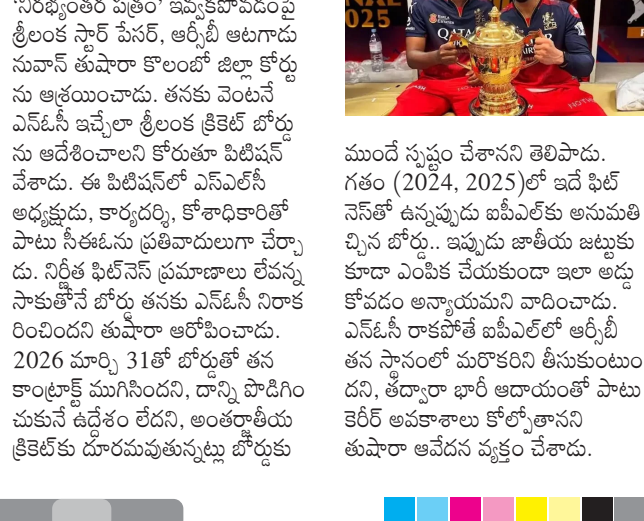 ‘నిరభ్యంతర పత్రం’ ఇవ్వకపోవడంపై
శ్రీలంక స్టార్ పేసర్, ఆర్సీబీ ఆటగాడు
నువాన్ తుషారా కొలంబో జిల్లా కోర్టు
ను ఆశ్రయించాడు. తనకు వెంటనే
ఎన్ఓసీ ఇచ్చేలా శ్రీలంక క్రికెట్ బోర్డు
ను ఆదేశించాలని కోరుతూ పిటిషన్
వేశాడు. ఈ పిటిషన్‌లో ఎస్ఎల్‌సీ
అధ్యక్షుడు, కార్యదర్శి, కోశాధికారితో
పాటు సీఈఓను ప్రతివాదులుగా చేర్చా
డు. నిర్ణీత ఫిట్‌నెస్ ప్రమాణాలు లేవన్న
సాకుతోనే బోర్డు తనకు ఎన్ఓసీ నిరాక
రించిందని తుషారా ఆరోపించాడు.
2026 మార్చి 31తో బోర్డుతో తన
కాంట్రాక్ట్ ముగిసిందని, దాన్ని పొడిగిం
చుకునే ఉద్దేశం లేదని, అంతర్జాతీయ
క్రికెట్‌కు దూరమవుతున్నట్లు బోర్డుకు
2025
ముందే స్పష్టం చేశానని తెలిపాడు.
గతం (2024, 2025)లో ఇదే ఫిట్
నెస్‌తో ఉన్నప్పుడు ఐపీఎల్‌కు అనుమతి
చ్చిన బోర్డు.. ఇప్పుడు జాతీయ జట్టుకు
కూడా ఎంపిక చేయకుండా ఇలా అడ్డు
కోవడం అన్యాయమని వాదించాడు.
ఎన్ఓసీ రాకపోతే ఐపీఎల్‌లో ఆర్సీబీ
తన స్థానంలో మరొకరిని తీసుకుంటుం
దని, తద్వారా భారీ ఆదాయంతో పాటు
కెరీర్ అవకాశాలు కోల్పోతానని
తుషారా ఆవేదన వ్యక్తం చేశాడు.